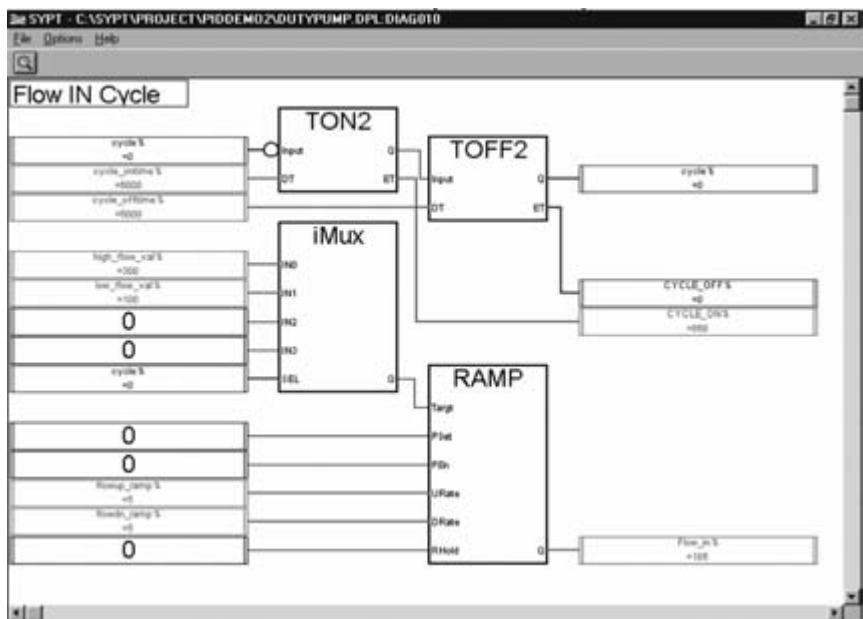 SYPT - C:\SYPT\PROJECT\PIDDEMO2\DUTYPUMP.DPL:DIAG010
File Options Help
Flow IN Cycle
TON2
Input
DT
Q
ET
TOFF2
Input
DT
Q
ET
cycle%
=0
cycle_ontime%
=5000
cycle_offtime%
=5000
cycle%
=0
CYCLE_OFF%
=0
CYCLE_ON%
iMux
IN0
IN1
IN2
IN3
SEL
Q
high_flow_val%
=300
low_flow_val%
=100
0
0
cycle%
=0
RAMP
Targt
PSet
PEn
URate
DRate
RHold
Q
0
0
flowup_ramp%
=5
flowdn_ramp%
=5
0
Flow_in%